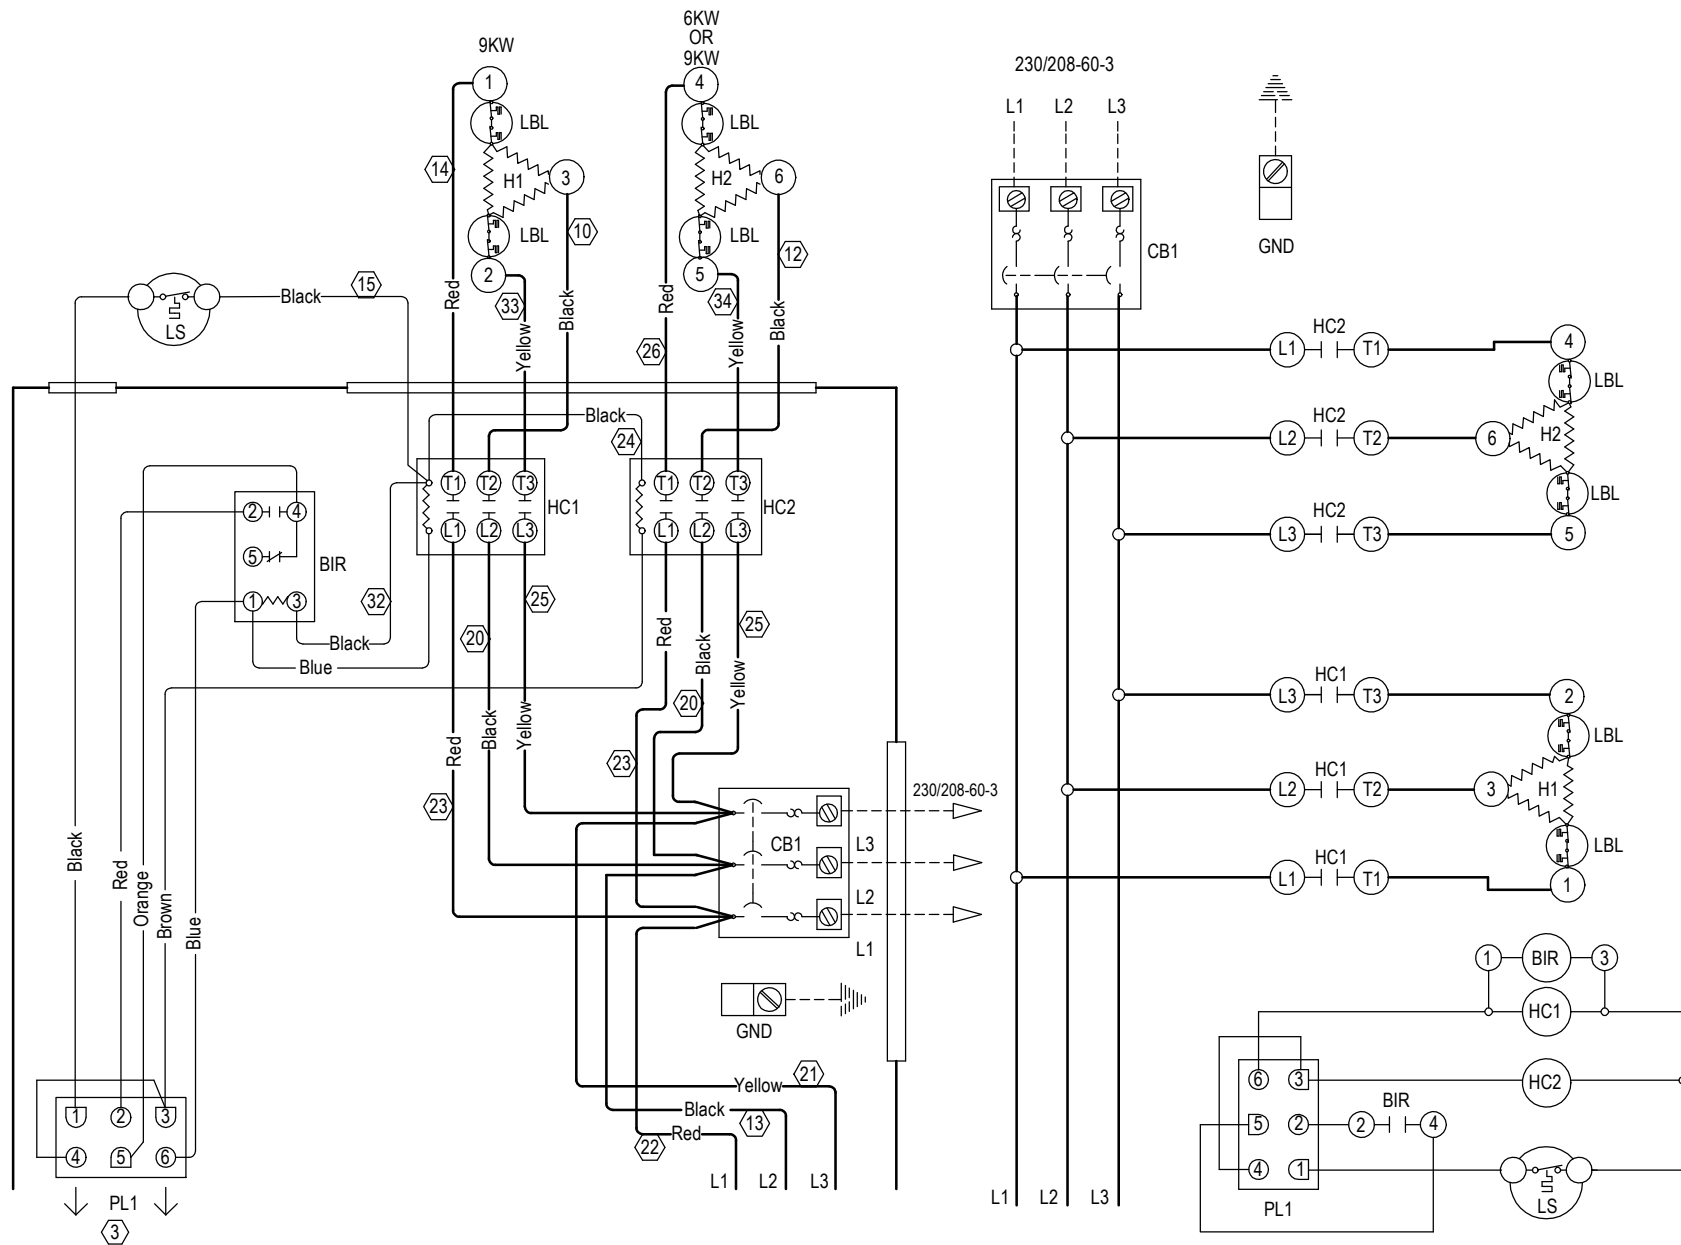 9KW
6KW
OR
9KW
1
LBL
14
H1
3
10
LBL
2
33
Red
Yellow
Black
4
LBL
H2
6
12
LBL
5
34
26
Red
Yellow
Black
15
Black
LS
Black
24
T1 T2 T3
L1 L2 L3
HC1
T1 T2 T3
L1 L2 L3
HC2
2 4
5
BIR
1 3
32
Black
Blue
20
25
Red
Black
Yellow
23
Red
Black
Yellow
25
20
23
230/208-60-3
CB1
L3
L2
L1
GND
Black
Red
Orange
Brown
Blue
Yellow
21
Black
13
22
Red
L1 L2 L3
1 2 3
4 5 6
PL1
3
230/208-60-3
L1 L2 L3
CB1
GND
HC2
L1 T1
4
LBL
HC2
L2 T2
6
H2
LBL
HC2
L3 T3
5
HC1
L3 T3
2
LBL
HC1
L2 T2
3
H1
LBL
HC1
L1 T1
1
1 BIR 3
HC1
6 3
HC2
BIR
5 2
2 4
4 1
LS
PL1
L1 L2 L3